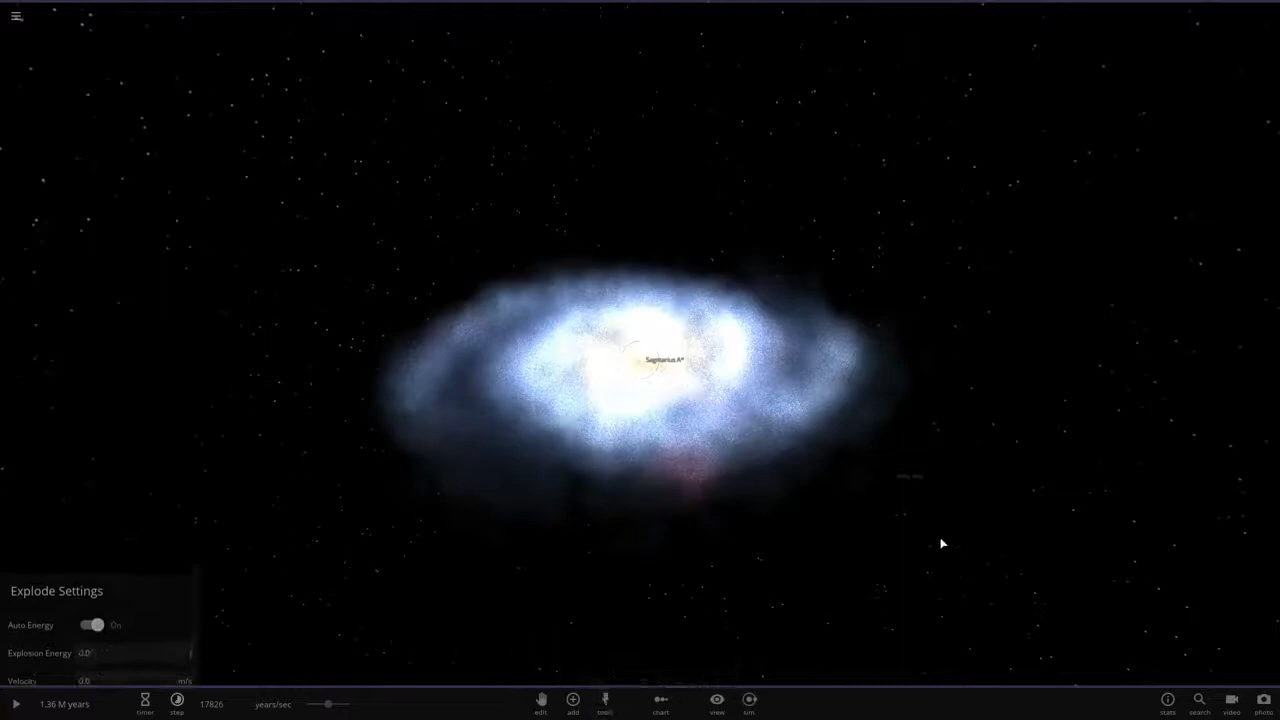 Sagittarius A*
Explode Settings
Auto Energy On
Explosion Energy 0.0
Velocity 0.0 m/s
1.36 M years
timer
step
17826 years/sec
edit
add
tools
chart
view
sim
stats
search
video
photo